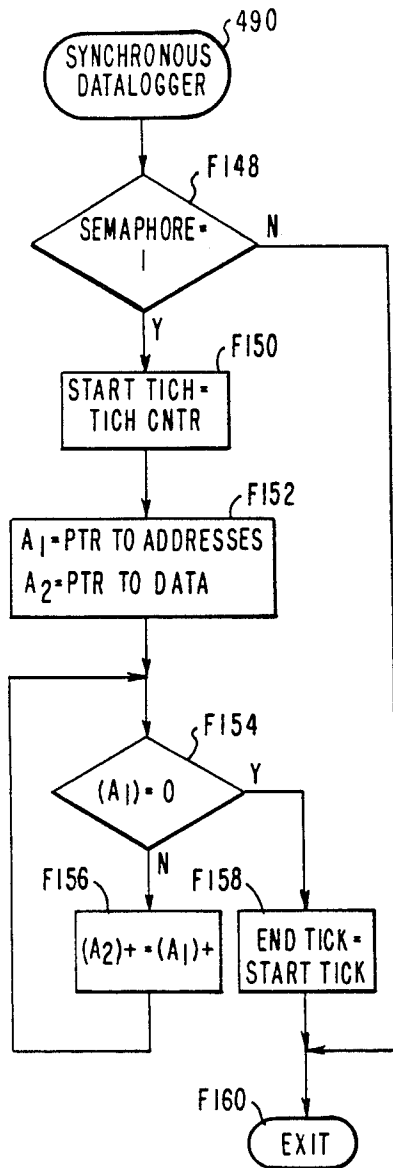 490
SYNCHRONOUS
DATALOGGER
F148
SEMAPHORE=
1
N
Y
F150
START TICH=
TICH CNTR
F152
A1=PTR TO ADDRESSES
A2=PTR TO DATA
F154
(A1)=0
Y
N
F156
(A2)+=(A1)+
F158
END TICK=
START TICK
F160
EXIT